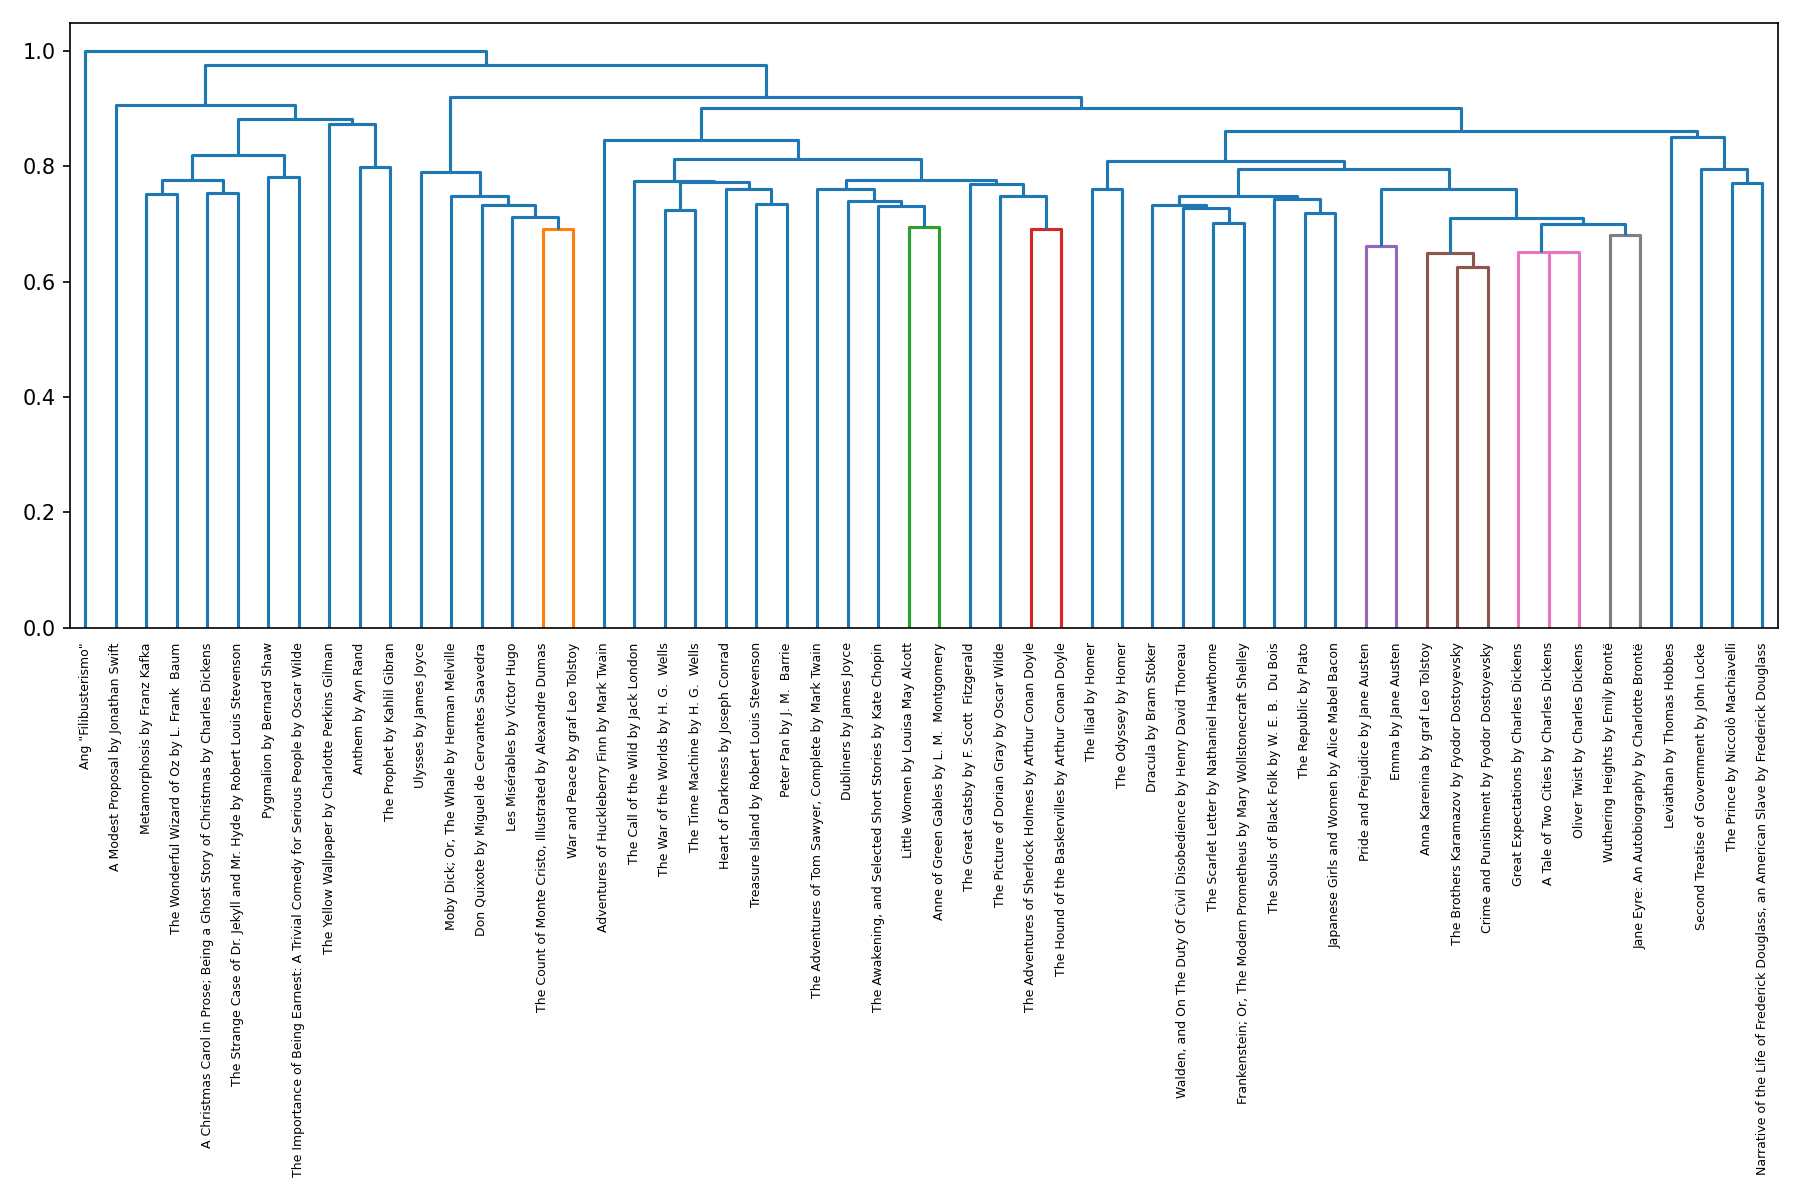 1.0
0.8
0.6
0.4
0.2
0.0
Ang "Filibusterismo"
A Modest Proposal by Jonathan Swift
Metamorphosis by Franz Kafka
The Wonderful Wizard of Oz by L. Frank Baum
A Christmas Carol in Prose; Being a Ghost Story of Christmas by Charles Dickens
The Strange Case of Dr. Jekyll and Mr. Hyde by Robert Louis Stevenson
Pygmalion by Bernard Shaw
The Importance of Being Earnest: A Trivial Comedy for Serious People by Oscar Wilde
The Yellow Wallpaper by Charlotte Perkins Gilman
Anthem by Ayn Rand
The Prophet by Kahlil Gibran
Ulysses by James Joyce
Moby Dick; Or, The Whale by Herman Melville
Don Quixote by Miguel de Cervantes Saavedra
Les Misérables by Victor Hugo
The Count of Monte Cristo, Illustrated by Alexandre Dumas
War and Peace by graf Leo Tolstoy
Adventures of Huckleberry Finn by Mark Twain
The Call of the Wild by Jack London
The War of the Worlds by H. G. Wells
The Time Machine by H. G. Wells
Heart of Darkness by Joseph Conrad
Treasure Island by Robert Louis Stevenson
Peter Pan by J. M. Barrie
The Adventures of Tom Sawyer, Complete by Mark Twain
Dubliners by James Joyce
The Awakening, and Selected Short Stories by Kate Chopin
Little Women by Louisa May Alcott
Anne of Green Gables by L. M. Montgomery
The Great Gatsby by F. Scott Fitzgerald
The Picture of Dorian Gray by Oscar Wilde
The Adventures of Sherlock Holmes by Arthur Conan Doyle
The Hound of the Baskervilles by Arthur Conan Doyle
The Iliad by Homer
The Odyssey by Homer
Dracula by Bram Stoker
Walden, and On The Duty Of Civil Disobedience by Henry David Thoreau
The Scarlet Letter by Nathaniel Hawthorne
Frankenstein; Or, The Modern Prometheus by Mary Wollstonecraft Shelley
The Souls of Black Folk by W. E. B. Du Bois
The Republic by Plato
Japanese Girls and Women by Alice Mabel Bacon
Pride and Prejudice by Jane Austen
Emma by Jane Austen
Anna Karenina by graf Leo Tolstoy
The Brothers Karamazov by Fyodor Dostoyevsky
Crime and Punishment by Fyodor Dostoyevsky
Great Expectations by Charles Dickens
A Tale of Two Cities by Charles Dickens
Oliver Twist by Charles Dickens
Wuthering Heights by Emily Brontë
Jane Eyre: An Autobiography by Charlotte Brontë
Leviathan by Thomas Hobbes
Second Treatise of Government by John Locke
The Prince by Niccolò Machiavelli
Narrative of the Life of Frederick Douglass, an American Slave by Frederick Douglass